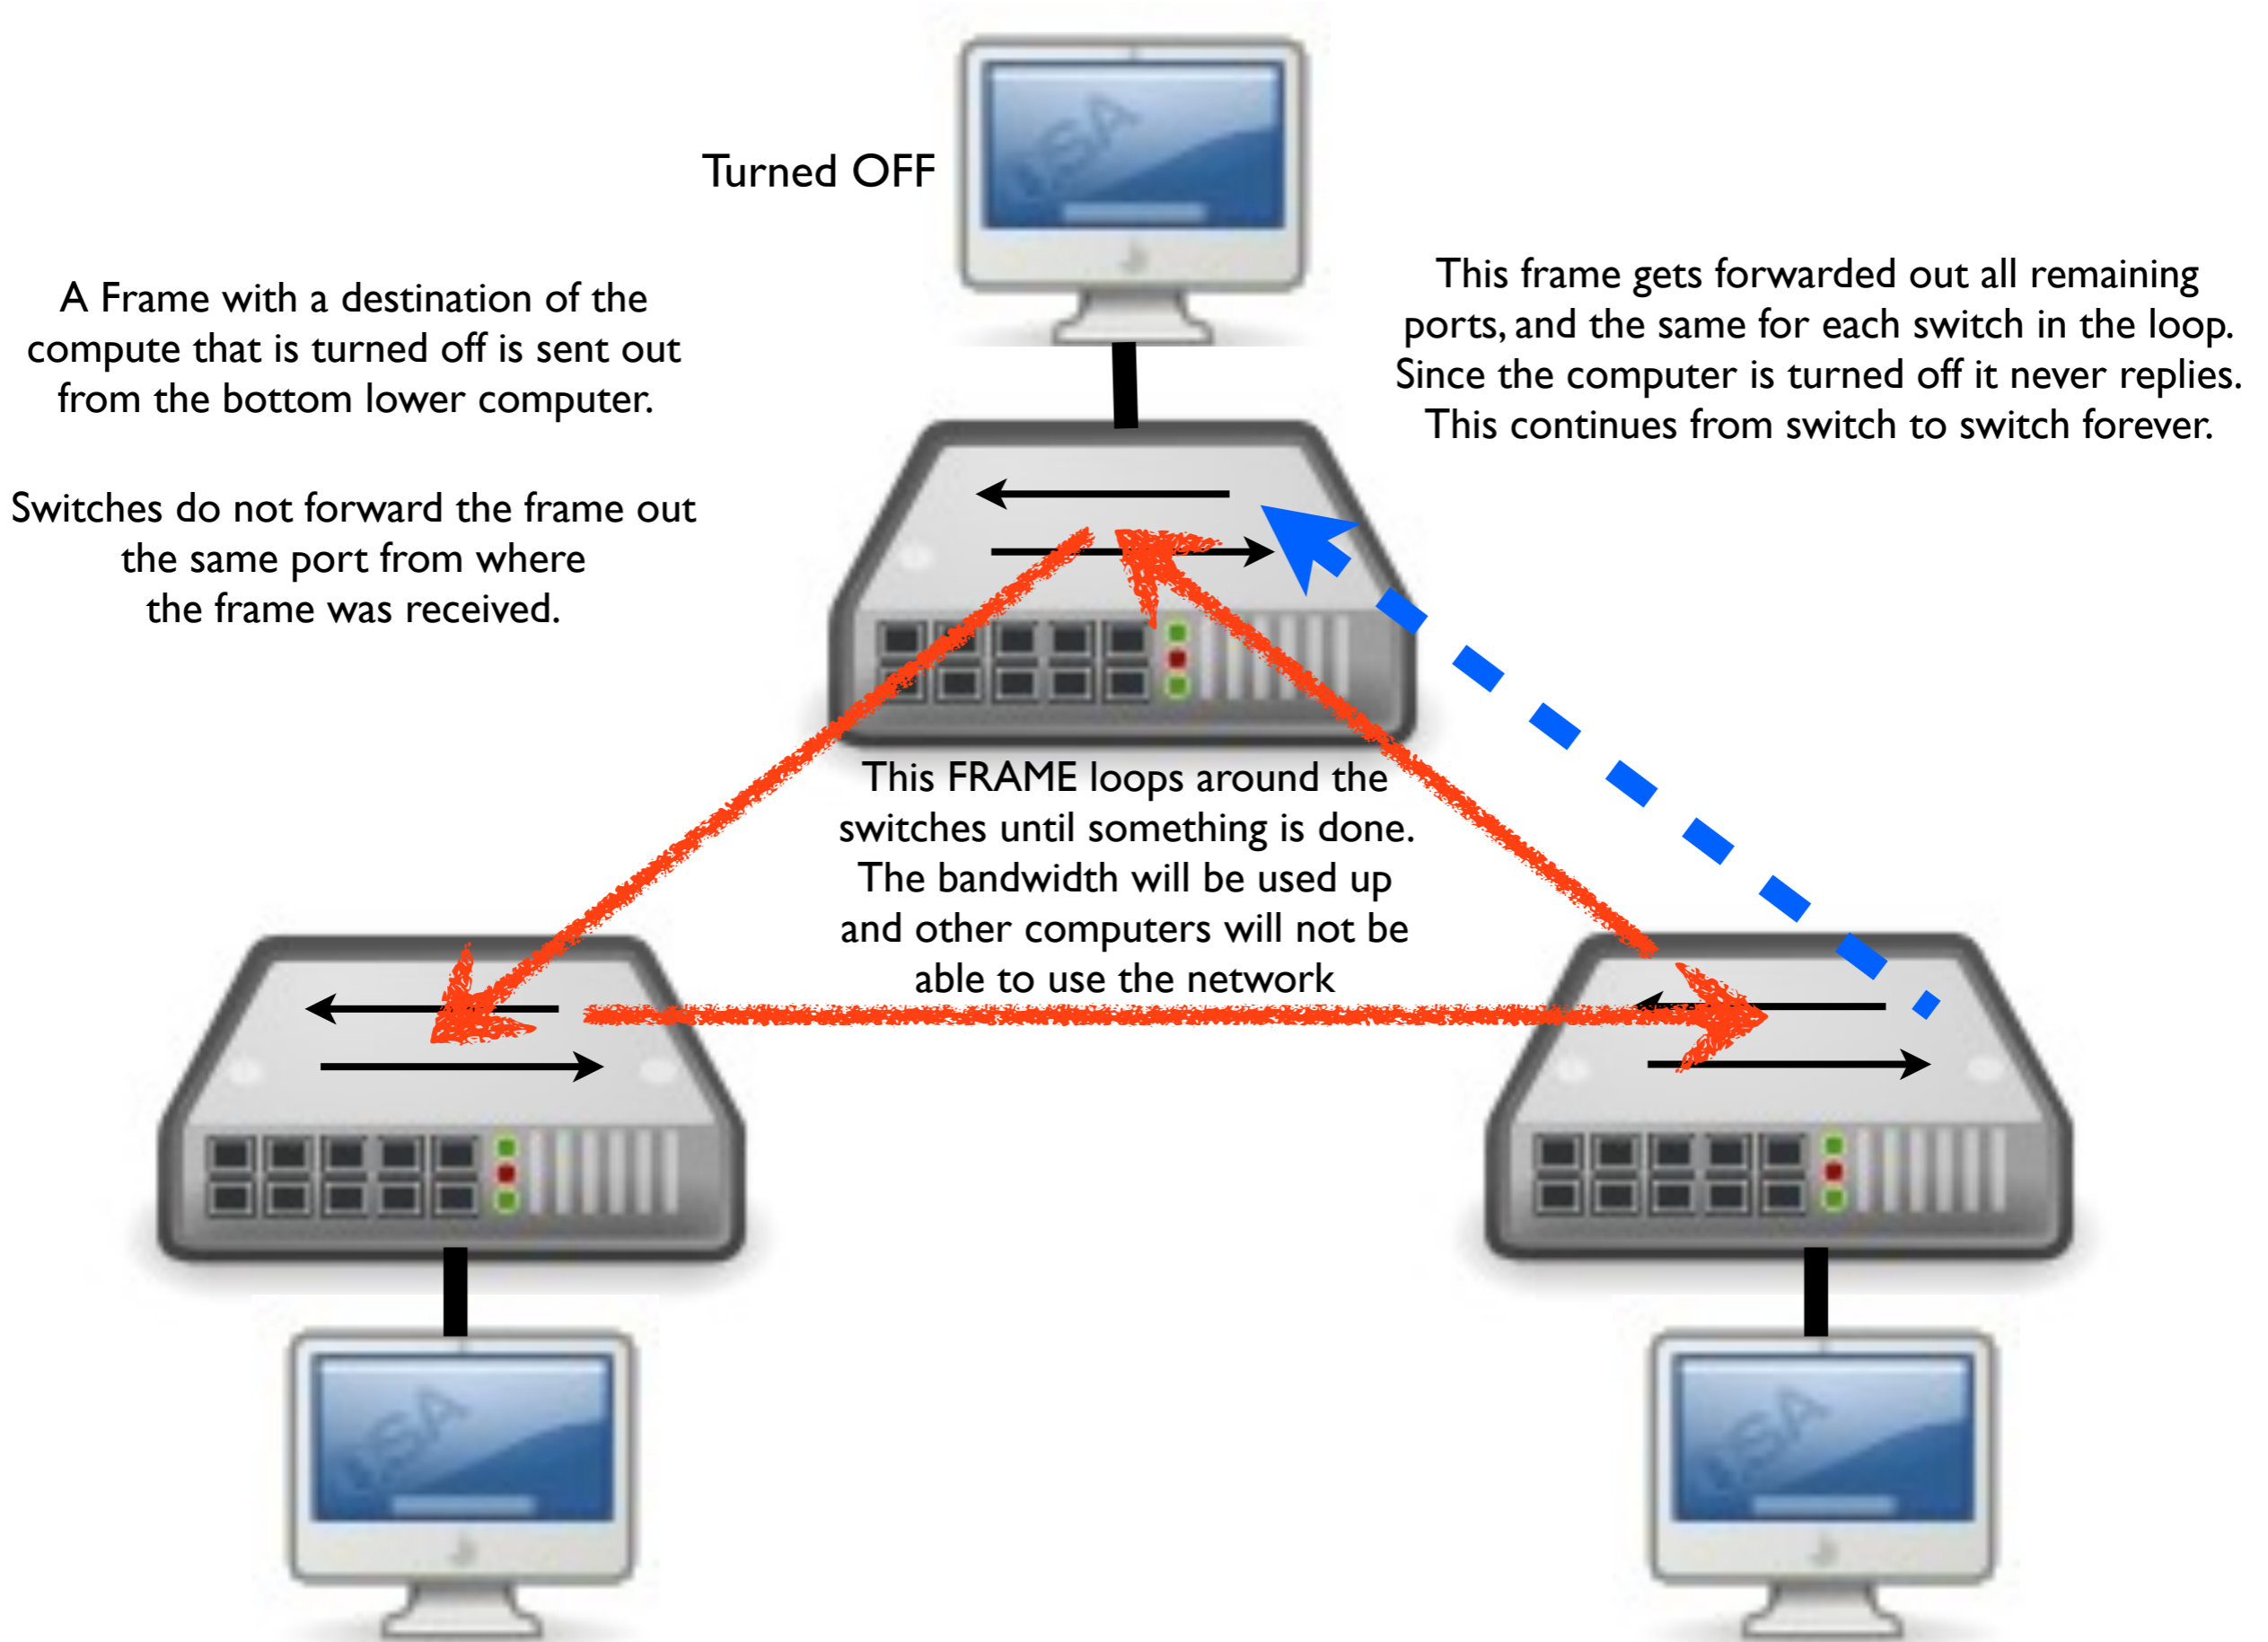 Turned OFF
A Frame with a destination of the
compute that is turned off is sent out
from the bottom lower computer.
Switches do not forward the frame out
the same port from where
the frame was received.
This frame gets forwarded out all remaining
ports, and the same for each switch in the loop.
Since the computer is turned off it never replies.
This continues from switch to switch forever.
This FRAME loops around the
switches until something is done.
The bandwidth will be used up
and other computers will not be
able to use the network